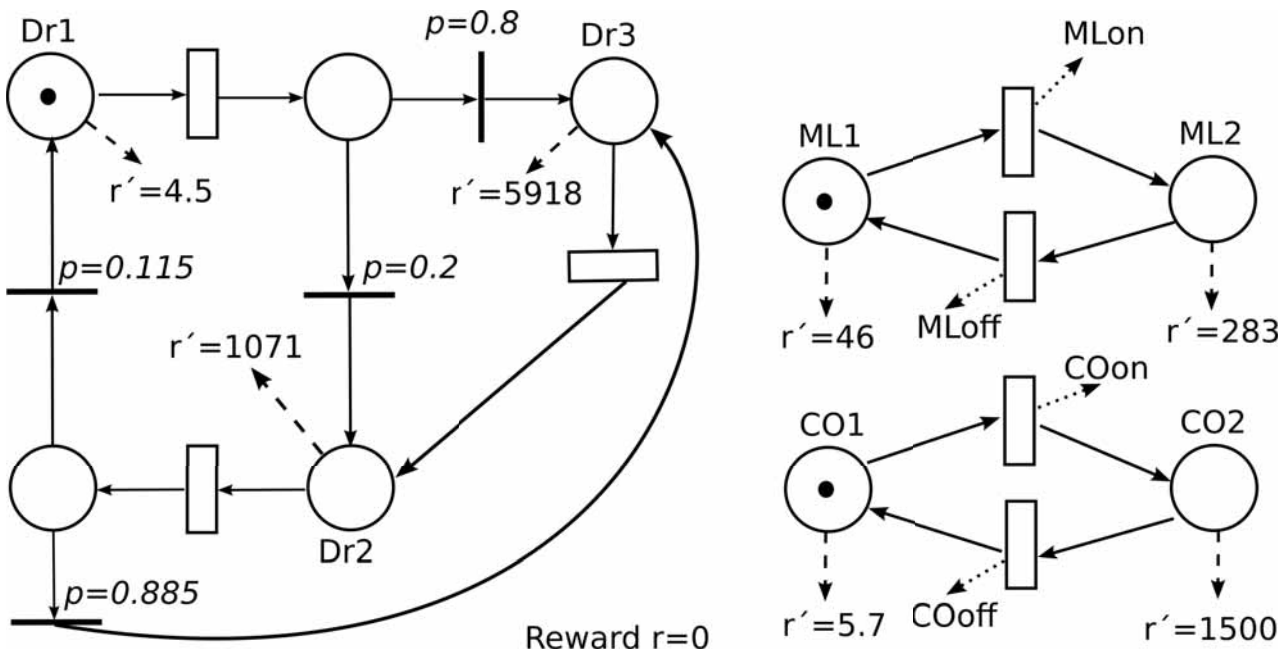 Dr1
p=0.8
Dr3
r´=4.5
r´=5918
p=0.115
p=0.2
r´=1071
Dr2
p=0.885
Reward r=0
MLon
ML1
ML2
MLoff
r´=46
r´=283
COon
CO1
CO2
COoff
r´=5.7
r´=1500